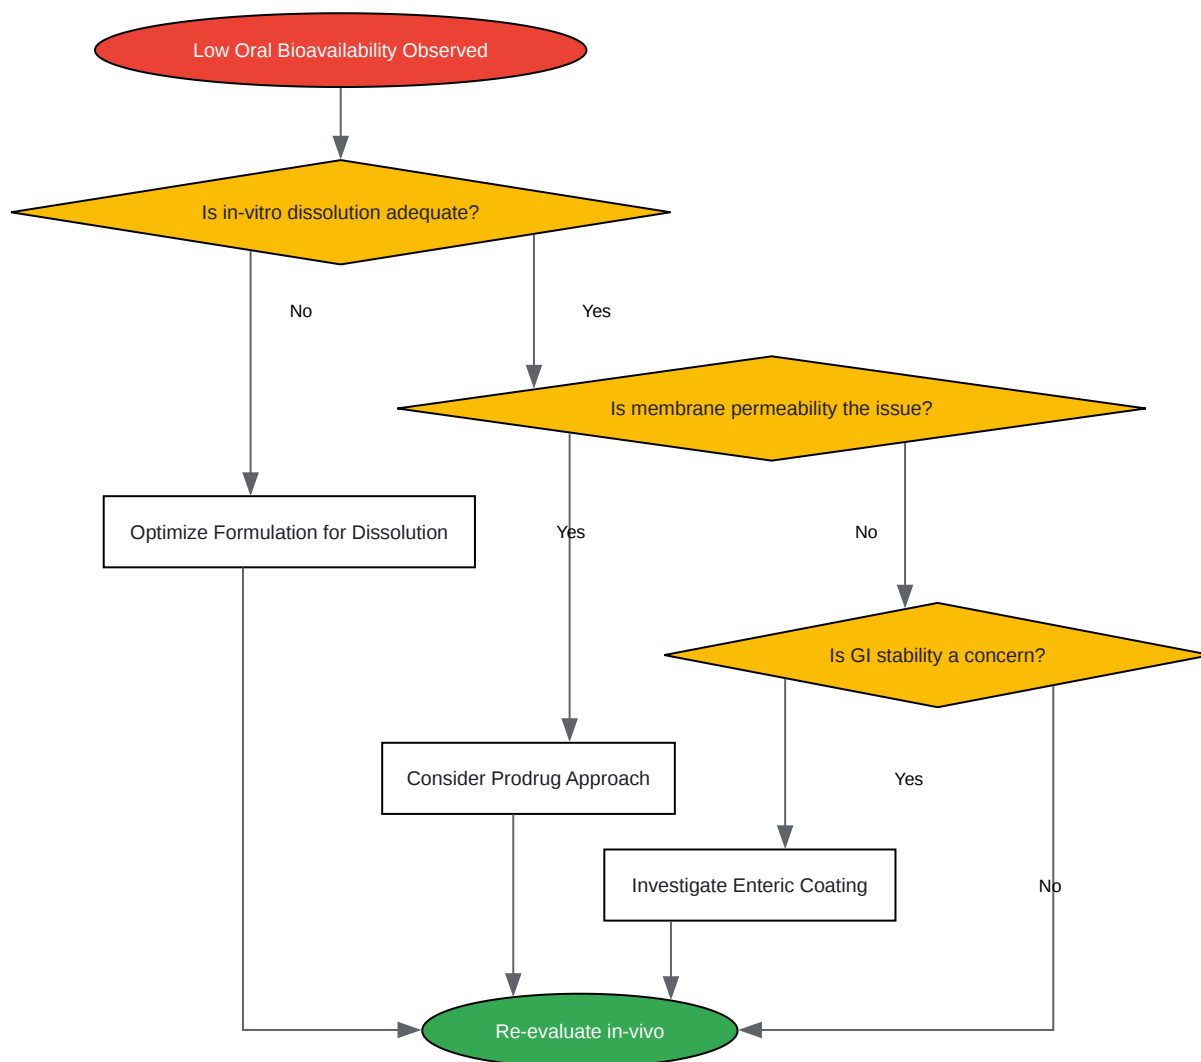 Low Oral Bioavailability Observed
Is in-vitro dissolution adequate?
No
Yes
Is membrane permeability the issue?
Optimize Formulation for Dissolution
Yes
No
Is GI stability a concern?
Consider Prodrug Approach
Yes
Investigate Enteric Coating
No
Re-evaluate in-vivo